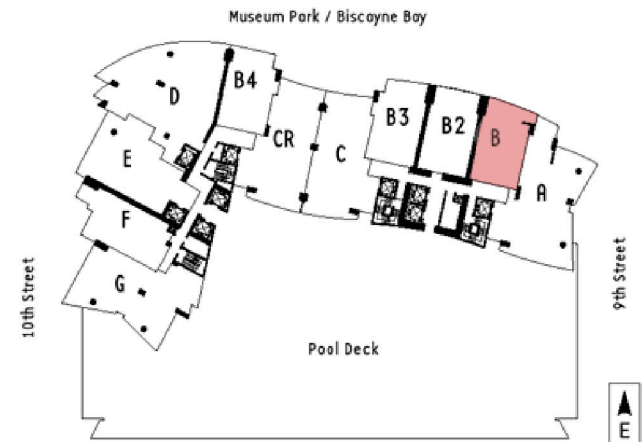 Museum Park / Biscayne Bay
D
B4
B3
B2
B
E
CR
C
A
F
G
10th Street
9th Street
Pool Deck
E